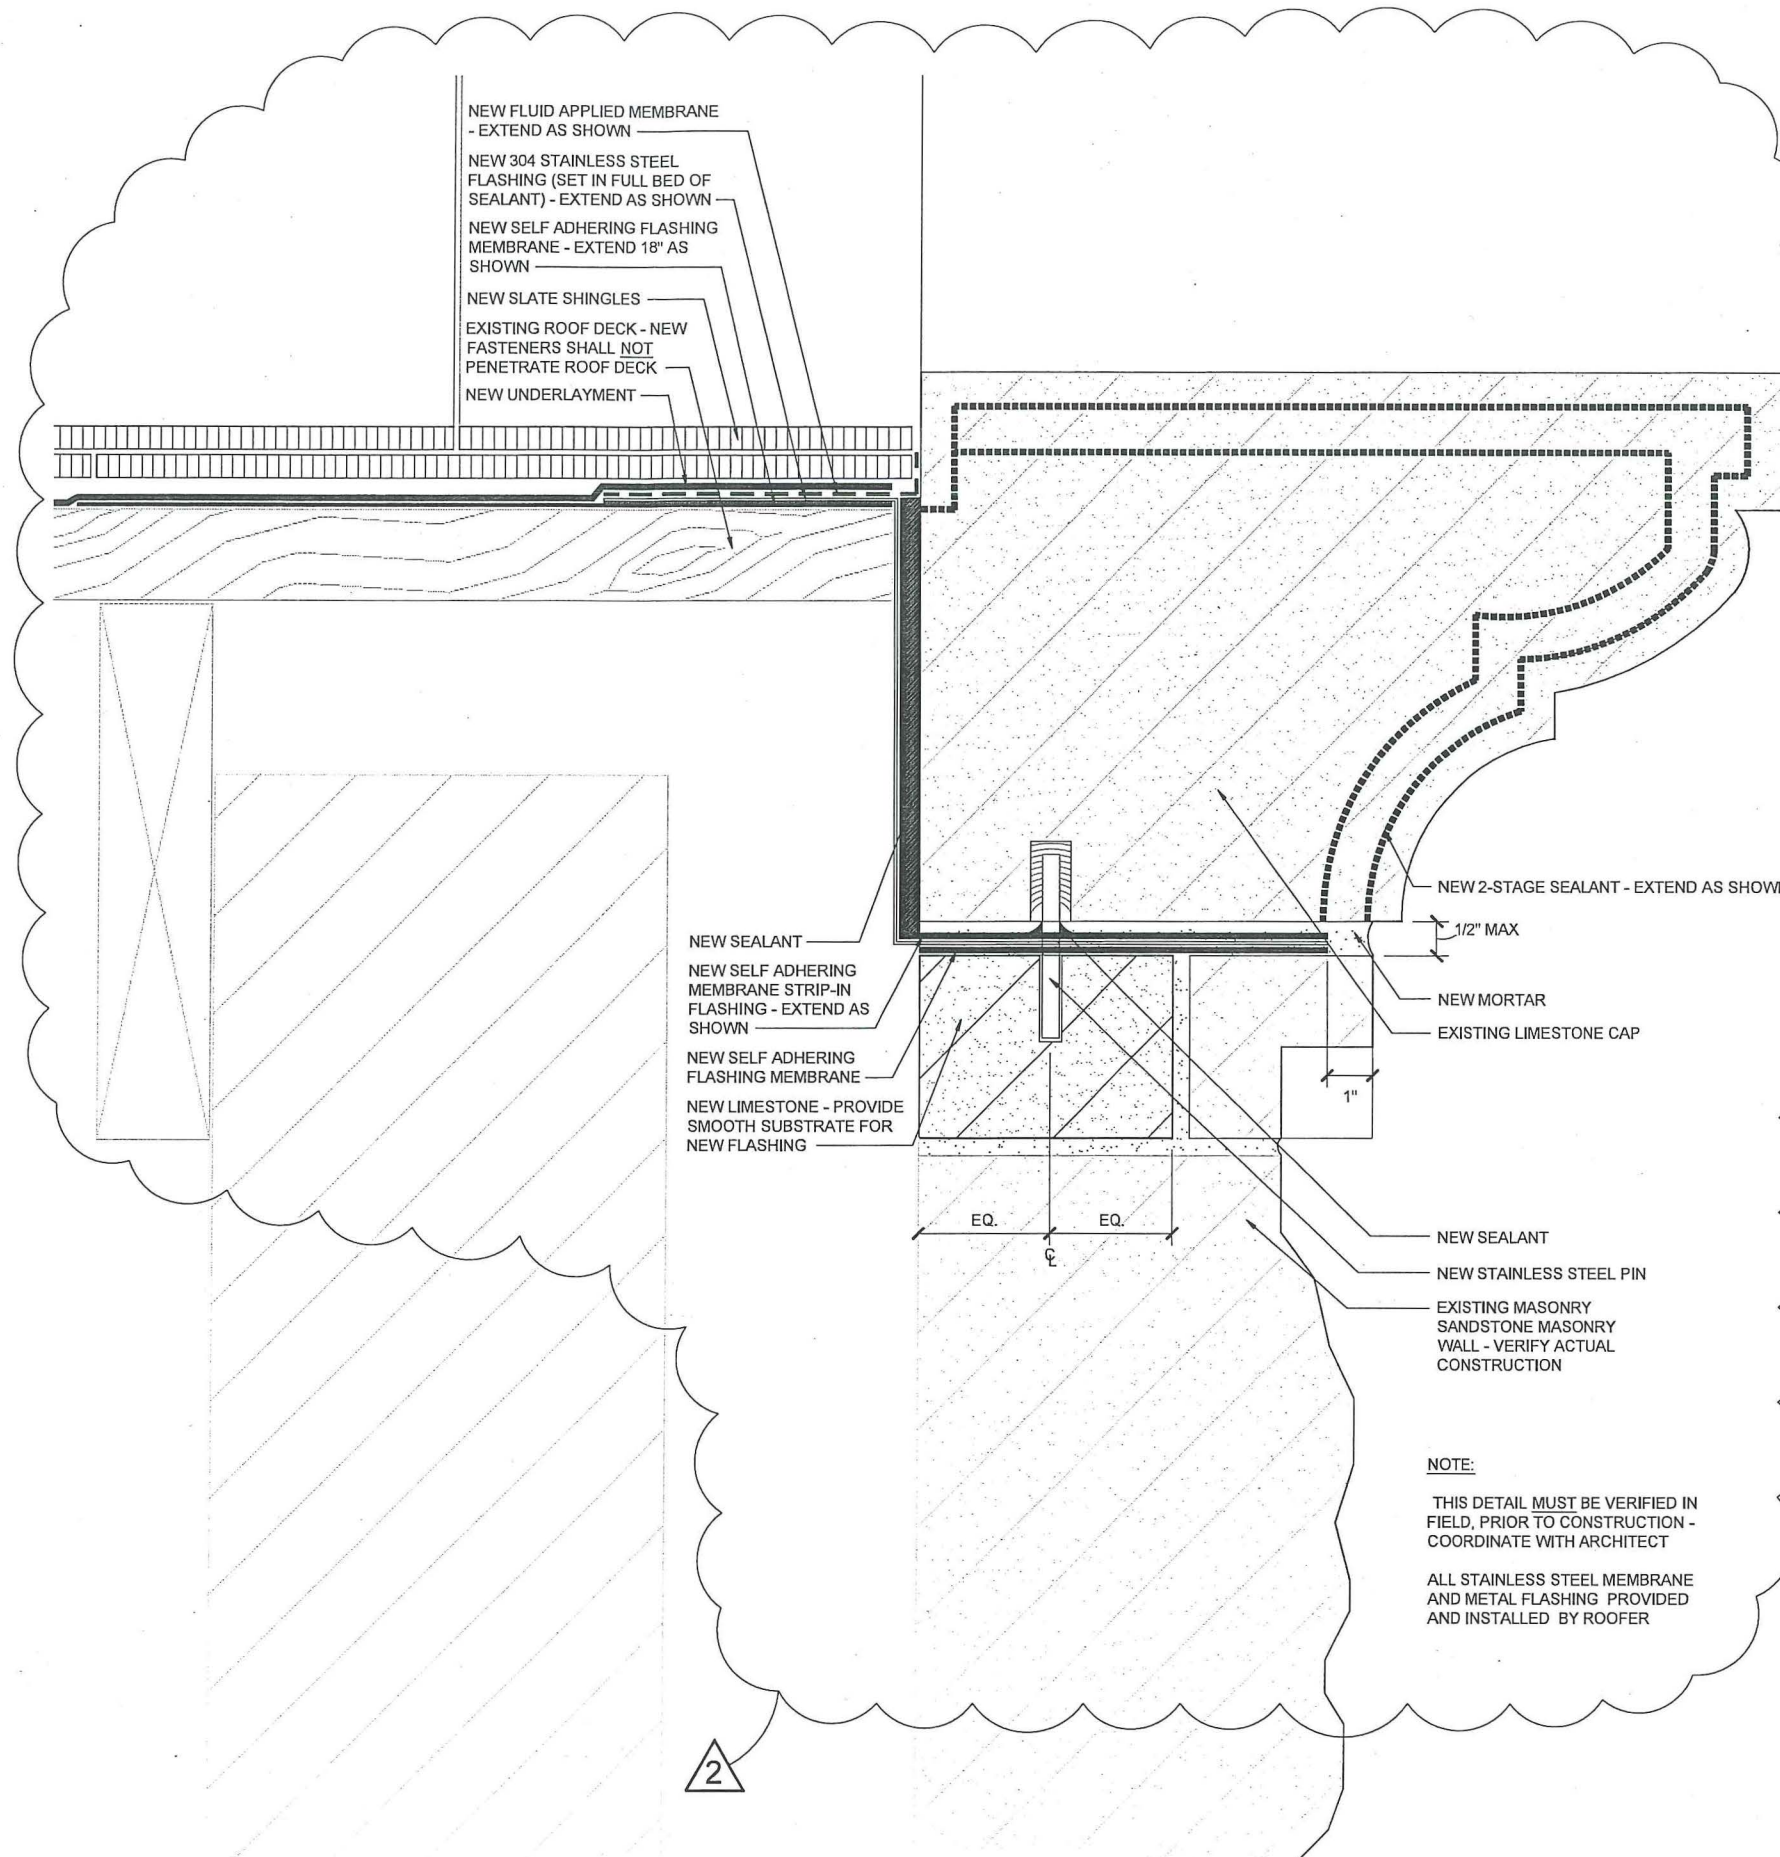 NEW FLUID APPLIED MEMBRANE
- EXTEND AS SHOWN
NEW 304 STAINLESS STEEL
FLASHING (SET IN FULL BED OF
SEALANT) - EXTEND AS SHOWN
NEW SELF ADHERING FLASHING
MEMBRANE - EXTEND 18" AS
SHOWN
NEW SLATE SHINGLES
EXISTING ROOF DECK - NEW
FASTENERS SHALL NOT
PENETRATE ROOF DECK
NEW UNDERLAYMENT
NEW SEALANT
NEW SELF ADHERING
MEMBRANE STRIP-IN
FLASHING - EXTEND AS
SHOWN
NEW SELF ADHERING
FLASHING MEMBRANE
NEW LIMESTONE - PROVIDE
SMOOTH SUBSTRATE FOR
NEW FLASHING
NEW 2-STAGE SEALANT - EXTEND AS SHOWN
1/2" MAX
NEW MORTAR
EXISTING LIMESTONE CAP
1"
EQ.
EQ.
℄
NEW SEALANT
NEW STAINLESS STEEL PIN
EXISTING MASONRY
SANDSTONE MASONRY
WALL - VERIFY ACTUAL
CONSTRUCTION
NOTE:
THIS DETAIL MUST BE VERIFIED IN
FIELD, PRIOR TO CONSTRUCTION -
COORDINATE WITH ARCHITECT
ALL STAINLESS STEEL MEMBRANE
AND METAL FLASHING PROVIDED
AND INSTALLED BY ROOFER
2